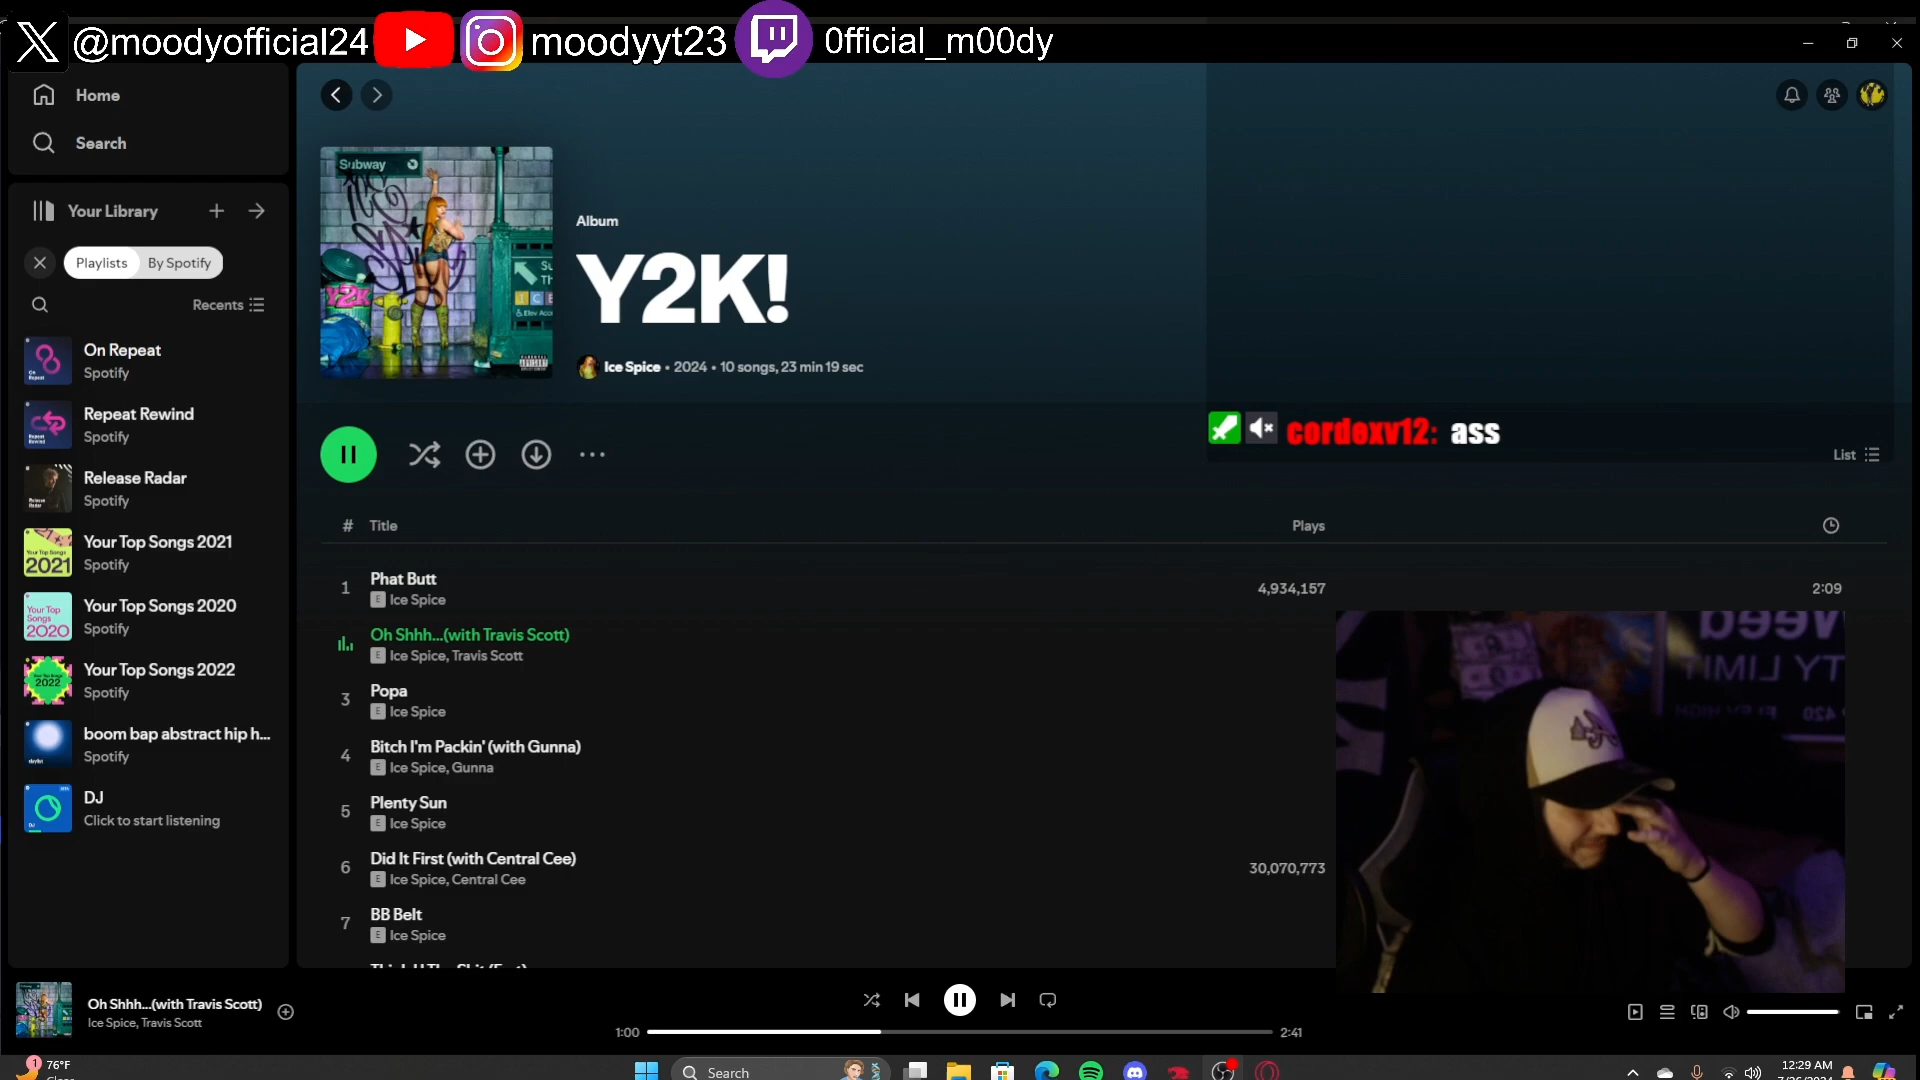 @moodyofficial24 moodyyt23 0fficial_m00dy
Home
Search
Your Library
Playlists By Spotify
Recents
On Repeat
Spotify
Repeat Rewind
Spotify
Release Radar
Spotify
Your Top Songs 2021
Spotify
Your Top Songs 2020
Spotify
Your Top Songs 2022
Spotify
boom bap abstract hip h...
Spotify
DJ
Click to start listening
Subway
Y2K
Album
Y2K!
Ice Spice • 2024 • 10 songs, 23 min 19 sec
cordoxv12: ass
List
# Title Plays
1 Phat Butt 4,934,157 2:09
E Ice Spice
Oh Shhh...(with Travis Scott)
E Ice Spice, Travis Scott
3 Popa
E Ice Spice
4 Bitch I'm Packin' (with Gunna)
E Ice Spice, Gunna
5 Plenty Sun
E Ice Spice
6 Did It First (with Central Cee) 30,070,773
E Ice Spice, Central Cee
7 BB Belt
E Ice Spice
Oh Shhh...(with Travis Scott)
Ice Spice, Travis Scott
1:00 2:41
76°F
Search
12:29 AM